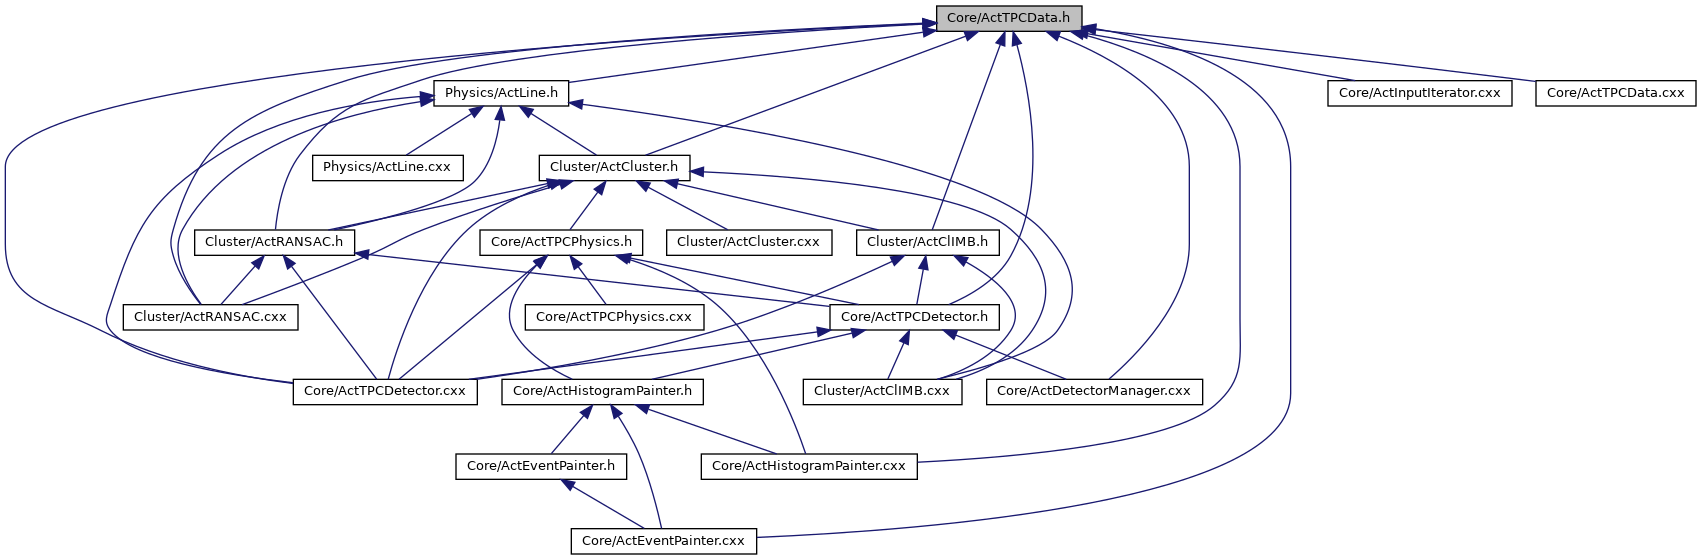 Core/ActTPCData.h
Physics/ActLine.h
Core/ActInputIterator.cxx
Core/ActTPCData.cxx
Physics/ActLine.cxx
Cluster/ActCluster.h
Cluster/ActRANSAC.h
Core/ActTPCPhysics.h
Cluster/ActCluster.cxx
Cluster/ActClIMB.h
Cluster/ActRANSAC.cxx
Core/ActTPCPhysics.cxx
Core/ActTPCDetector.h
Core/ActTPCDetector.cxx
Core/ActHistogramPainter.h
Cluster/ActClIMB.cxx
Core/ActDetectorManager.cxx
Core/ActEventPainter.h
Core/ActHistogramPainter.cxx
Core/ActEventPainter.cxx